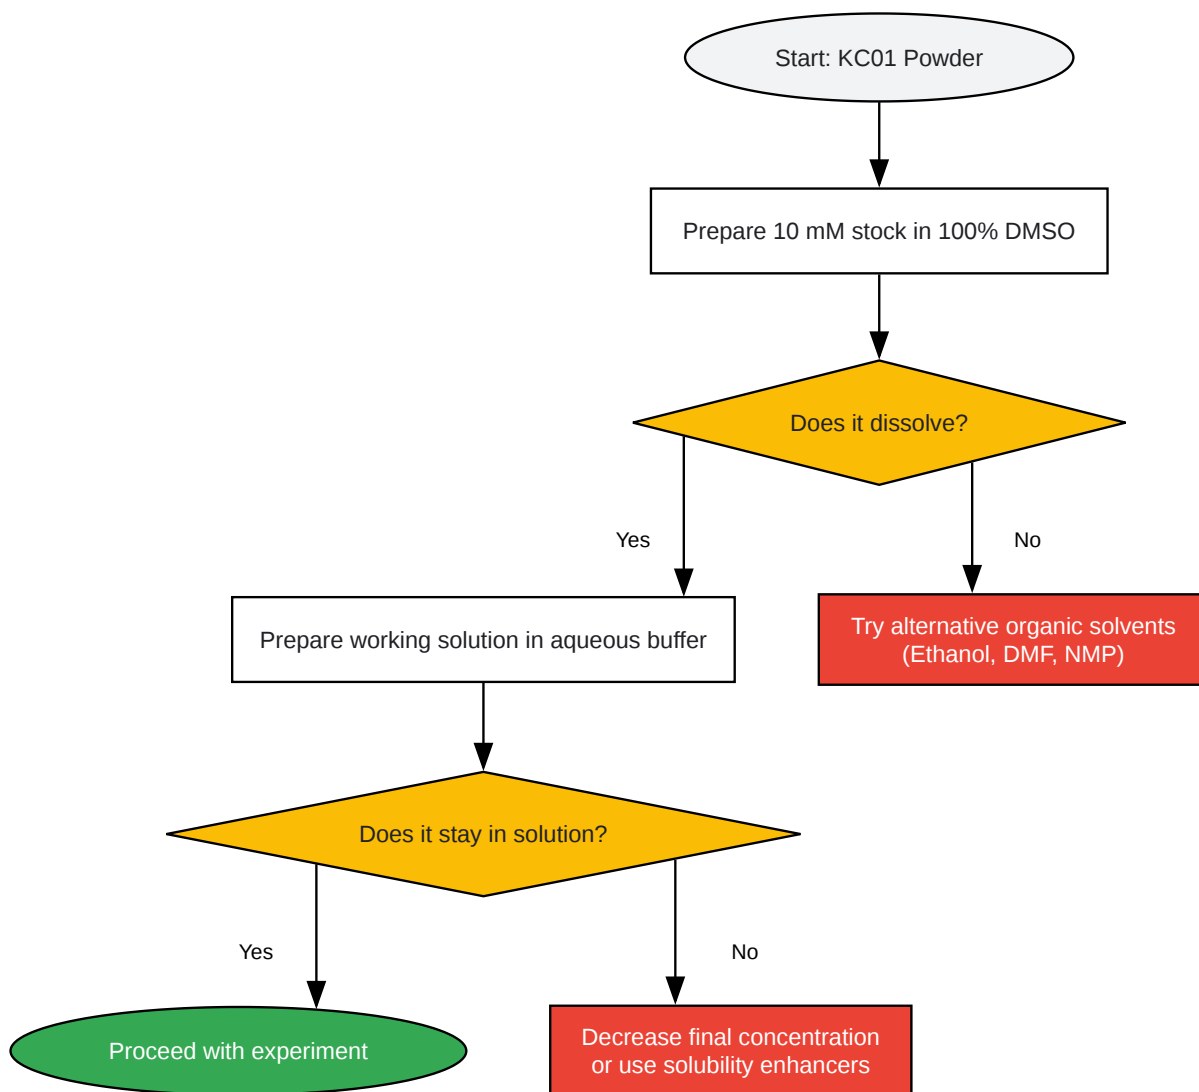 Start: KC01 Powder
Prepare 10 mM stock in 100% DMSO
Does it dissolve?
Yes
No
Prepare working solution in aqueous buffer
Try alternative organic solvents
(Ethanol, DMF, NMP)
Does it stay in solution?
Yes
No
Proceed with experiment
Decrease final concentration
or use solubility enhancers